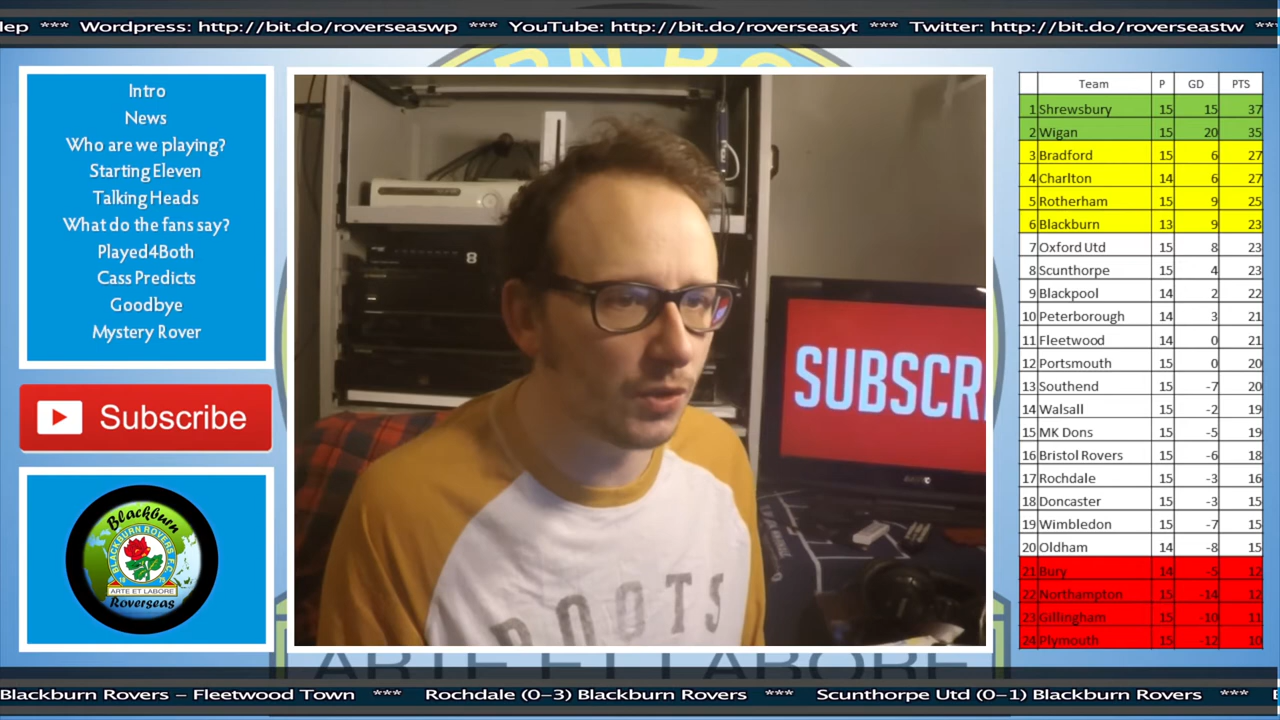 lep *** Wordpress: http://bit.do/roverseaswp *** YouTube: http://bit.do/roverseasyt *** Twitter: http://bit.do/roverseastw ***
Intro
News
Who are we playing?
Starting Eleven
Talking Heads
What do the fans say?
Played4Both
Cass Predicts
Goodbye
Mystery Rover
Subscribe
Blackburn
BLACKBURN ROVERS F.C.
18 75
ARTE ET LABORE
Roverseas
8
SUBSCR
ROOTS
Team P GD PTS
1 Shrewsbury 15 15 37
2 Wigan 15 20 35
3 Bradford 15 6 27
4 Charlton 14 6 27
5 Rotherham 15 9 25
6 Blackburn 13 9 23
7 Oxford Utd 15 8 23
8 Scunthorpe 15 4 23
9 Blackpool 14 2 22
10 Peterborough 14 3 21
11 Fleetwood 14 0 21
12 Portsmouth 15 0 20
13 Southend 15 -7 20
14 Walsall 15 -2 19
15 MK Dons 15 -5 19
16 Bristol Rovers 15 -6 18
17 Rochdale 15 -3 16
18 Doncaster 15 -3 15
19 Wimbledon 15 -7 15
20 Oldham 14 -8 15
21 Bury 14 -5 12
22 Northampton 15 -14 12
23 Gillingham 15 -10 11
24 Plymouth 15 -12 10
ARTE ET LABORE
Blackburn Rovers – Fleetwood Town *** Rochdale (0–3) Blackburn Rovers *** Scunthorpe Utd (0–1) Blackburn Rovers ***